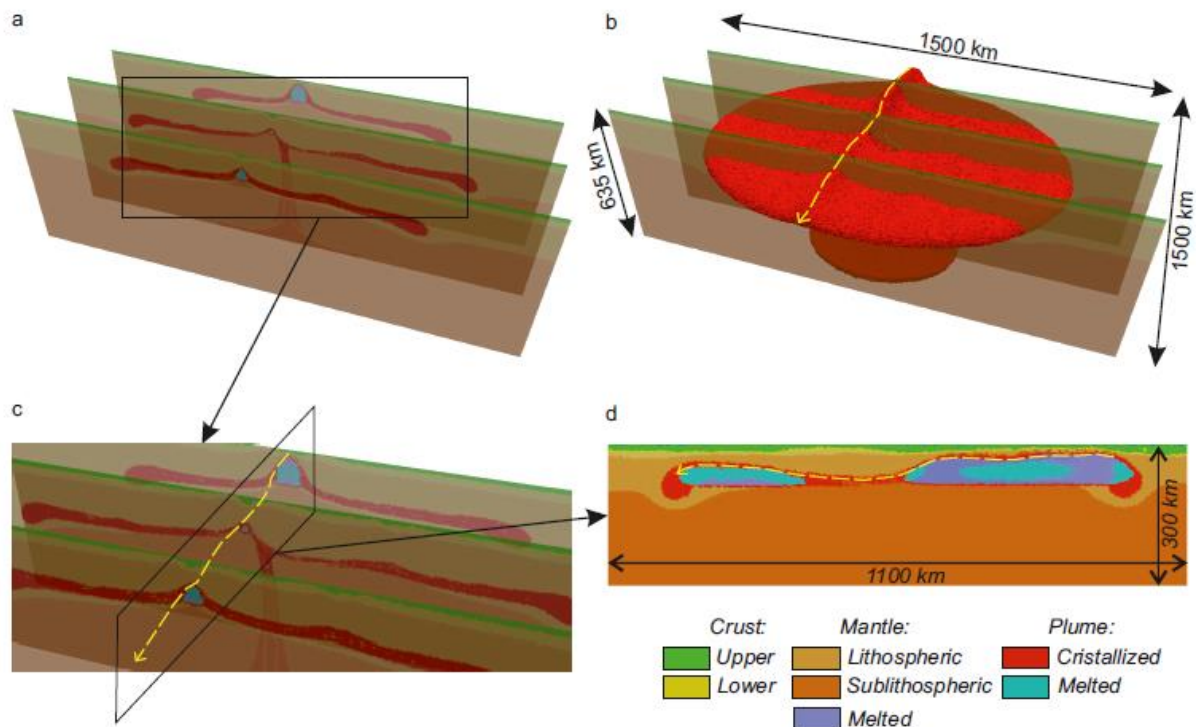 a
b
1500 km
635 km
1500 km
c
d
300 km
1100 km
Crust: Mantle: Plume:
Upper Lithospheric Cristallized
Lower Sublithospheric Melted
Melted